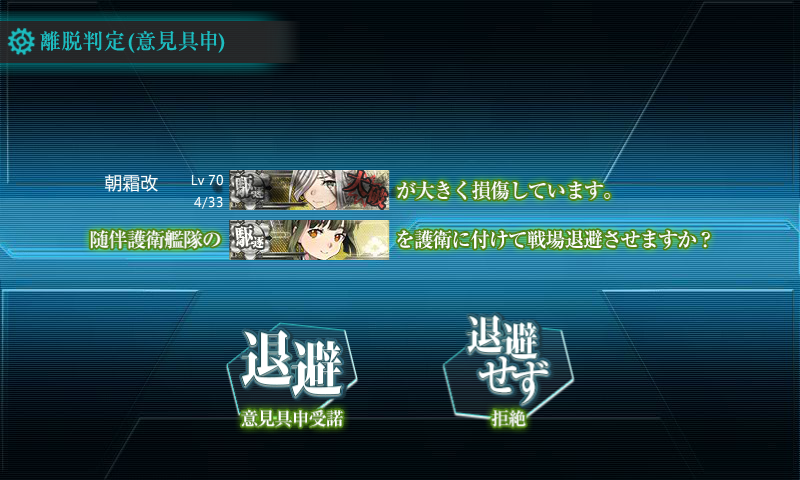 離脱判定(意見具申)
朝霜改 Lv 70 駆逐 大破 が大きく損傷しています。
4/33
随伴護衛艦隊の 駆逐 を護衛に付けて戦場退避させますか？
退避 退避せず
意見具申受諾 拒絶